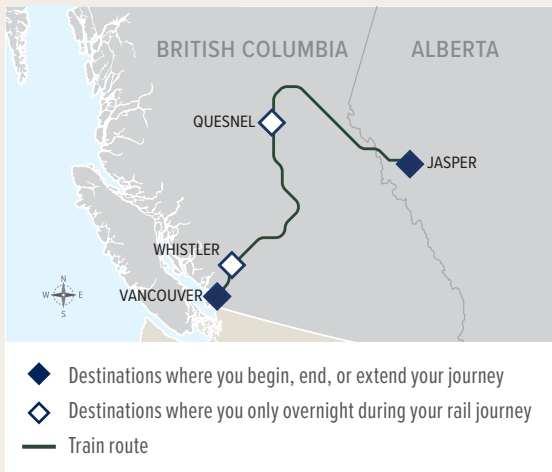 BRITISH COLUMBIA
ALBERTA
QUESNEL
JASPER
WHISTLER
VANCOUVER
N
W
E
S
Destinations where you begin, end, or extend your journey
Destinations where you only overnight during your rail journey
Train route